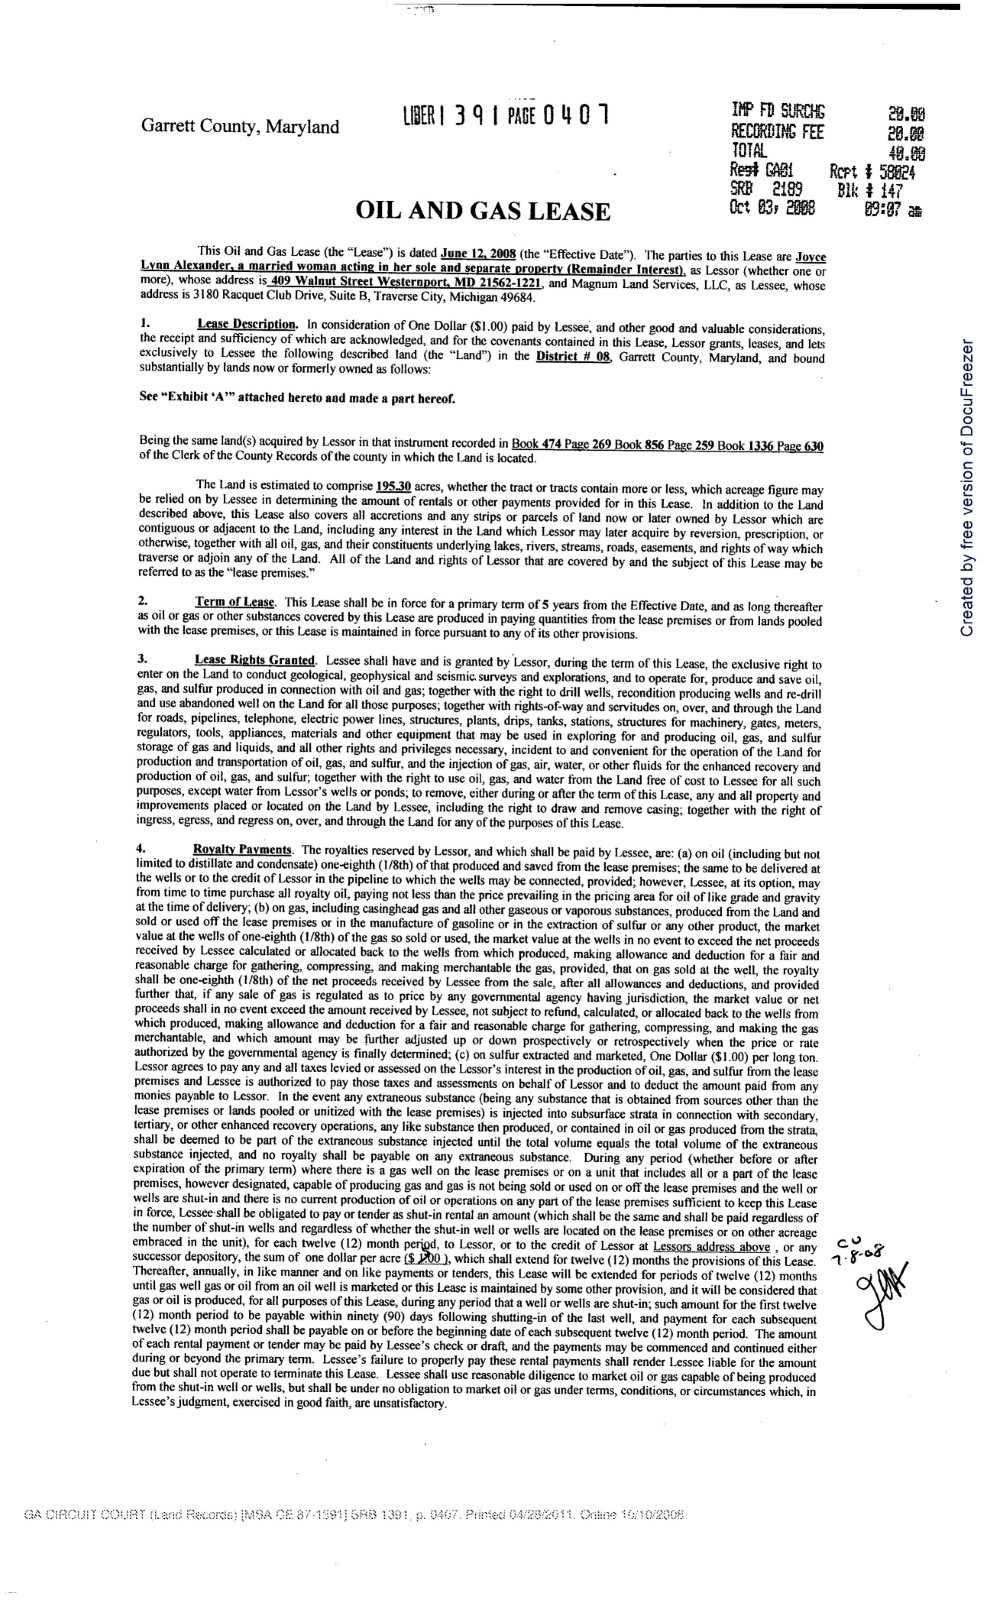 LIBER 1391 PAGE 0407
Garrett County, Maryland
IMP FD SURCHG 20.00
RECORDING FEE 20.00
TOTAL 40.00
Rest GA01 Rcpt # 58024
SRB 2189 Blk # 147
Oct 03, 2008 09:07 am
OIL AND GAS LEASE
This Oil and Gas Lease (the “Lease”) is dated June 12, 2008 (the “Effective Date”). The parties to this Lease are Joyce
Lynn Alexander, a married woman acting in her sole and separate property (Remainder Interest), as Lessor (whether one or
more), whose address is 409 Walnut Street Westernport, MD 21562-1221, and Magnum Land Services, LLC, as Lessee, whose
address is 3180 Racquet Club Drive, Suite B, Traverse City, Michigan 49684.
1. Lease Description. In consideration of One Dollar ($1.00) paid by Lessee, and other good and valuable considerations,
the receipt and sufficiency of which are acknowledged, and for the covenants contained in this Lease, Lessor grants, leases, and lets
exclusively to Lessee the following described land (the “Land”) in the District # 08, Garrett County, Maryland, and bound
substantially by lands now or formerly owned as follows:
See “Exhibit ‘A’” attached hereto and made a part hereof.
Being the same land(s) acquired by Lessor in that instrument recorded in Book 474 Page 269 Book 856 Page 259 Book 1336 Page 630
of the Clerk of the County Records of the county in which the Land is located.
The Land is estimated to comprise 195.30 acres, whether the tract or tracts contain more or less, which acreage figure may
be relied on by Lessee in determining the amount of rentals or other payments provided for in this Lease. In addition to the Land
described above, this Lease also covers all accretions and any strips or parcels of land now or later owned by Lessor which are
contiguous or adjacent to the Land, including any interest in the Land which Lessor may later acquire by reversion, prescription, or
otherwise, together with all oil, gas, and their constituents underlying lakes, rivers, streams, roads, easements, and rights of way which
traverse or adjoin any of the Land. All of the Land and rights of Lessor that are covered by and the subject of this Lease may be
referred to as the “lease premises.”
2. Term of Lease. This Lease shall be in force for a primary term of 5 years from the Effective Date, and as long thereafter
as oil or gas or other substances covered by this Lease are produced in paying quantities from the lease premises or from lands pooled
with the lease premises, or this Lease is maintained in force pursuant to any of its other provisions.
3. Lease Rights Granted. Lessee shall have and is granted by Lessor, during the term of this Lease, the exclusive right to
enter on the Land to conduct geological, geophysical and seismic surveys and explorations, and to operate for, produce and save oil,
gas, and sulfur produced in connection with oil and gas; together with the right to drill wells, recondition producing wells and re-drill
and use abandoned well on the Land for all those purposes; together with rights-of-way and servitudes on, over, and through the Land
for roads, pipelines, telephone, electric power lines, structures, plants, drips, tanks, stations, structures for machinery, gates, meters,
regulators, tools, appliances, materials and other equipment that may be used in exploring for and producing oil, gas, and sulfur
storage of gas and liquids, and all other rights and privileges necessary, incident to and convenient for the operation of the Land for
production and transportation of oil, gas, and sulfur, and the injection of gas, air, water, or other fluids for the enhanced recovery and
production of oil, gas, and sulfur; together with the right to use oil, gas, and water from the Land free of cost to Lessee for all such
purposes, except water from Lessor’s wells or ponds; to remove, either during or after the term of this Lease, any and all property and
improvements placed or located on the Land by Lessee, including the right to draw and remove casing; together with the right of
ingress, egress, and regress on, over, and through the Land for any of the purposes of this Lease.
4. Royalty Payments. The royalties reserved by Lessor, and which shall be paid by Lessee, are: (a) on oil (including but not
limited to distillate and condensate) one-eighth (1/8th) of that produced and saved from the lease premises; the same to be delivered at
the wells or to the credit of Lessor in the pipeline to which the wells may be connected, provided; however, Lessee, at its option, may
from time to time purchase all royalty oil, paying not less than the price prevailing in the pricing area for oil of like grade and gravity
at the time of delivery; (b) on gas, including casinghead gas and all other gaseous or vaporous substances, produced from the Land and
sold or used off the lease premises or in the manufacture of gasoline or in the extraction of sulfur or any other product, the market
value at the wells of one-eighth (1/8th) of the gas so sold or used, the market value at the wells in no event to exceed the net proceeds
received by Lessee calculated or allocated back to the wells from which produced, making allowance and deduction for a fair and
reasonable charge for gathering, compressing, and making merchantable the gas, provided, that on gas sold at the well, the royalty
shall be one-eighth (1/8th) of the net proceeds received by Lessee from the sale, after all allowances and deductions, and provided
further that, if any sale of gas is regulated as to price by any governmental agency having jurisdiction, the market value or net
proceeds shall in no event exceed the amount received by Lessee, not subject to refund, calculated, or allocated back to the wells from
which produced, making allowance and deduction for a fair and reasonable charge for gathering, compressing, and making the gas
merchantable, and which amount may be further adjusted up or down prospectively or retrospectively when the price or rate
authorized by the governmental agency is finally determined; (c) on sulfur extracted and marketed, One Dollar ($1.00) per long ton.
Lessor agrees to pay any and all taxes levied or assessed on the Lessor’s interest in the production of oil, gas, and sulfur from the lease
premises and Lessee is authorized to pay those taxes and assessments on behalf of Lessor and to deduct the amount paid from any
monies payable to Lessor. In the event any extraneous substance (being any substance that is obtained from sources other than the
lease premises or lands pooled or unitized with the lease premises) is injected into subsurface strata in connection with secondary,
tertiary, or other enhanced recovery operations, any like substance then produced, or contained in oil or gas produced from the strata,
shall be deemed to be part of the extraneous substance injected until the total volume equals the total volume of the extraneous
substance injected, and no royalty shall be payable on any extraneous substance. During any period (whether before or after
expiration of the primary term) where there is a gas well on the lease premises or on a unit that includes all or a part of the lease
premises, however designated, capable of producing gas and gas is not being sold or used on or off the lease premises and the well or
wells are shut-in and there is no current production of oil or operations on any part of the lease premises sufficient to keep this Lease
in force, Lessee shall be obligated to pay or tender as shut-in rental an amount (which shall be the same and shall be paid regardless of
the number of shut-in wells and regardless of whether the shut-in well or wells are located on the lease premises or on other acreage
embraced in the unit), for each twelve (12) month period, to Lessor, or to the credit of Lessor at Lessors address above , or any
successor depository, the sum of one dollar per acre ($ 5.00 ), which shall extend for twelve (12) months the provisions of this Lease.
Thereafter, annually, in like manner and on like payments or tenders, this Lease will be extended for periods of twelve (12) months
until gas well gas or oil from an oil well is marketed or this Lease is maintained by some other provision, and it will be considered that
gas or oil is produced, for all purposes of this Lease, during any period that a well or wells are shut-in; such amount for the first twelve
(12) month period to be payable within ninety (90) days following shutting-in of the last well, and payment for each subsequent
twelve (12) month period shall be payable on or before the beginning date of each subsequent twelve (12) month period. The amount
of each rental payment or tender may be paid by Lessee’s check or draft, and the payments may be commenced and continued either
during or beyond the primary term. Lessee’s failure to properly pay these rental payments shall render Lessee liable for the amount
due but shall not operate to terminate this Lease. Lessee shall use reasonable diligence to market oil or gas capable of being produced
from the shut-in well or wells, but shall be under no obligation to market oil or gas under terms, conditions, or circumstances which, in
Lessee’s judgment, exercised in good faith, are unsatisfactory.
7-8-08
GA CIRCUIT COURT (Land Records) [MSA CE 87-1391] SRB 1391, p. 0407. Printed 04/28/2011. Online 10/10/2008.
Created by free version of DocuFreezer